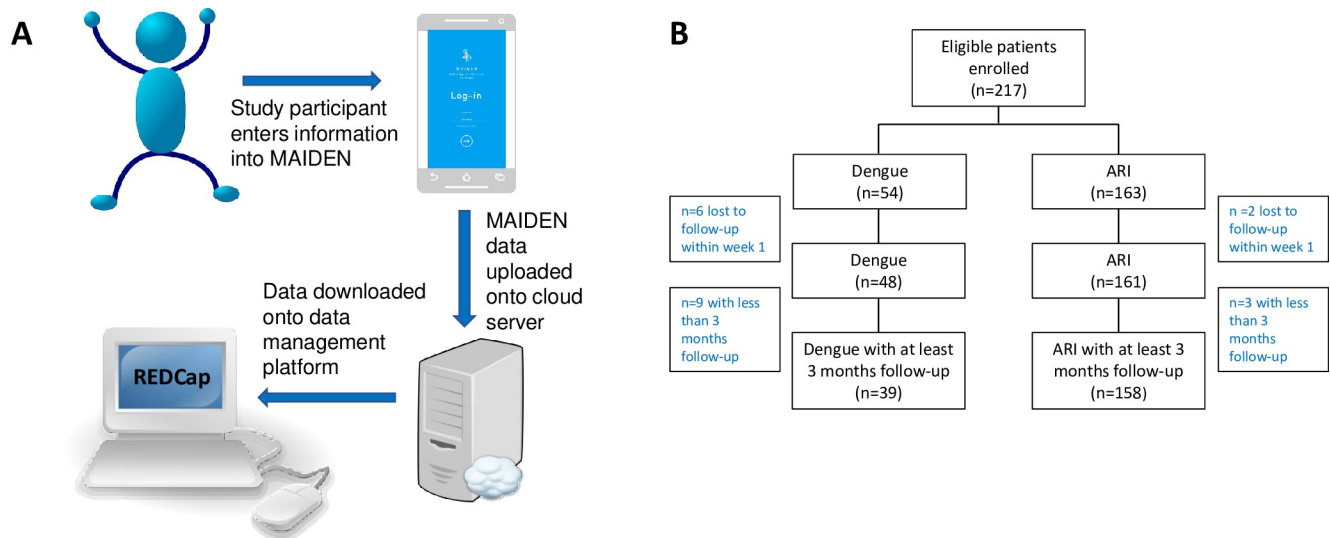 A
Study participant
enters information
into MAIDEN
MAIDEN
Log-in
MAIDEN
data
uploaded
onto cloud
server
Data downloaded
onto data
management
platform
REDCap
B
Eligible patients
enrolled
(n=217)
Dengue
(n=54)
ARI
(n=163)
n=6 lost to
follow-up
within week 1
n =2 lost to
follow-up
within week 1
Dengue
(n=48)
ARI
(n=161)
n=9 with less
than 3
months
follow-up
n=3 with less
than 3
months
follow-up
Dengue with at least
3 months follow-up
(n=39)
ARI with at least 3
months follow-up
(n=158)